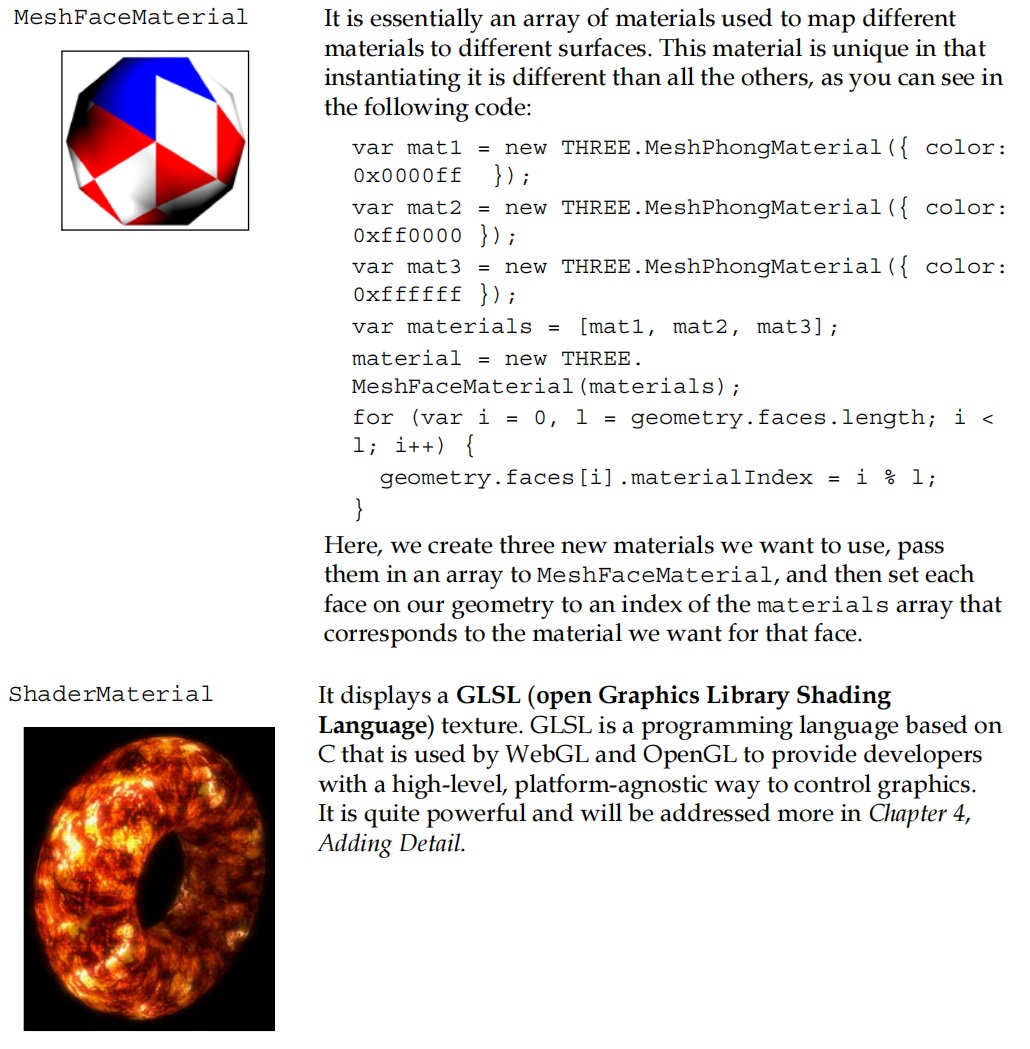 MeshFaceMaterial
It is essentially an array of materials used to map different
materials to different surfaces. This material is unique in that
instantiating it is different than all the others, as you can see in
the following code:
var mat1 = new THREE.MeshPhongMaterial({ color:
0x0000ff  });
var mat2 = new THREE.MeshPhongMaterial({ color:
0xff0000 });
var mat3 = new THREE.MeshPhongMaterial({ color:
0xffffff });
var materials = [mat1, mat2, mat3];
material = new THREE.
MeshFaceMaterial(materials);
for (var i = 0, l = geometry.faces.length; i <
l; i++) {
  geometry.faces[i].materialIndex = i % l;
}
Here, we create three new materials we want to use, pass
them in an array to MeshFaceMaterial, and then set each
face on our geometry to an index of the materials array that
corresponds to the material we want for that face.
ShaderMaterial
It displays a GLSL (open Graphics Library Shading
Language) texture. GLSL is a programming language based on
C that is used by WebGL and OpenGL to provide developers
with a high-level, platform-agnostic way to control graphics.
It is quite powerful and will be addressed more in Chapter 4,
Adding Detail.